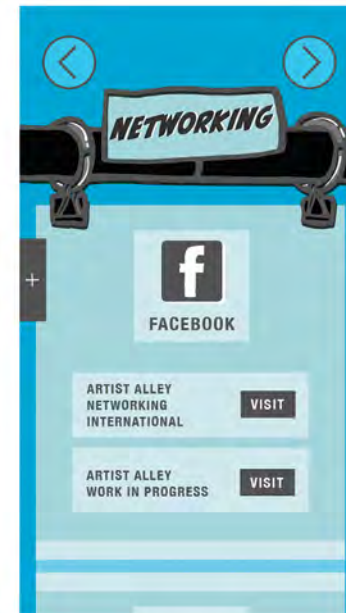 NETWORKING
+
f
FACEBOOK
ARTIST ALLEY
NETWORKING
INTERNATIONAL
VISIT
ARTIST ALLEY
WORK IN PROGRESS
VISIT